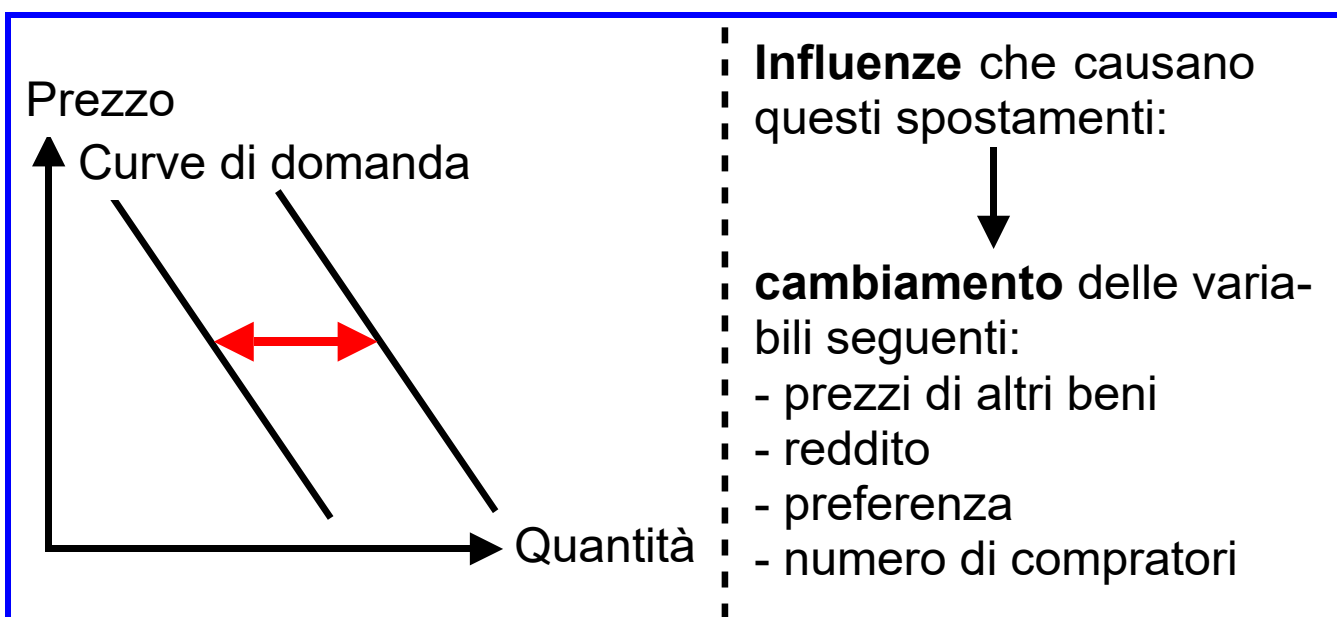 Prezzo
Curve di domanda
Quantità
Influenze che causano
questi spostamenti:
cambiamento delle varia-
bili seguenti:
- prezzi di altri beni
- reddito
- preferenza
- numero di compratori